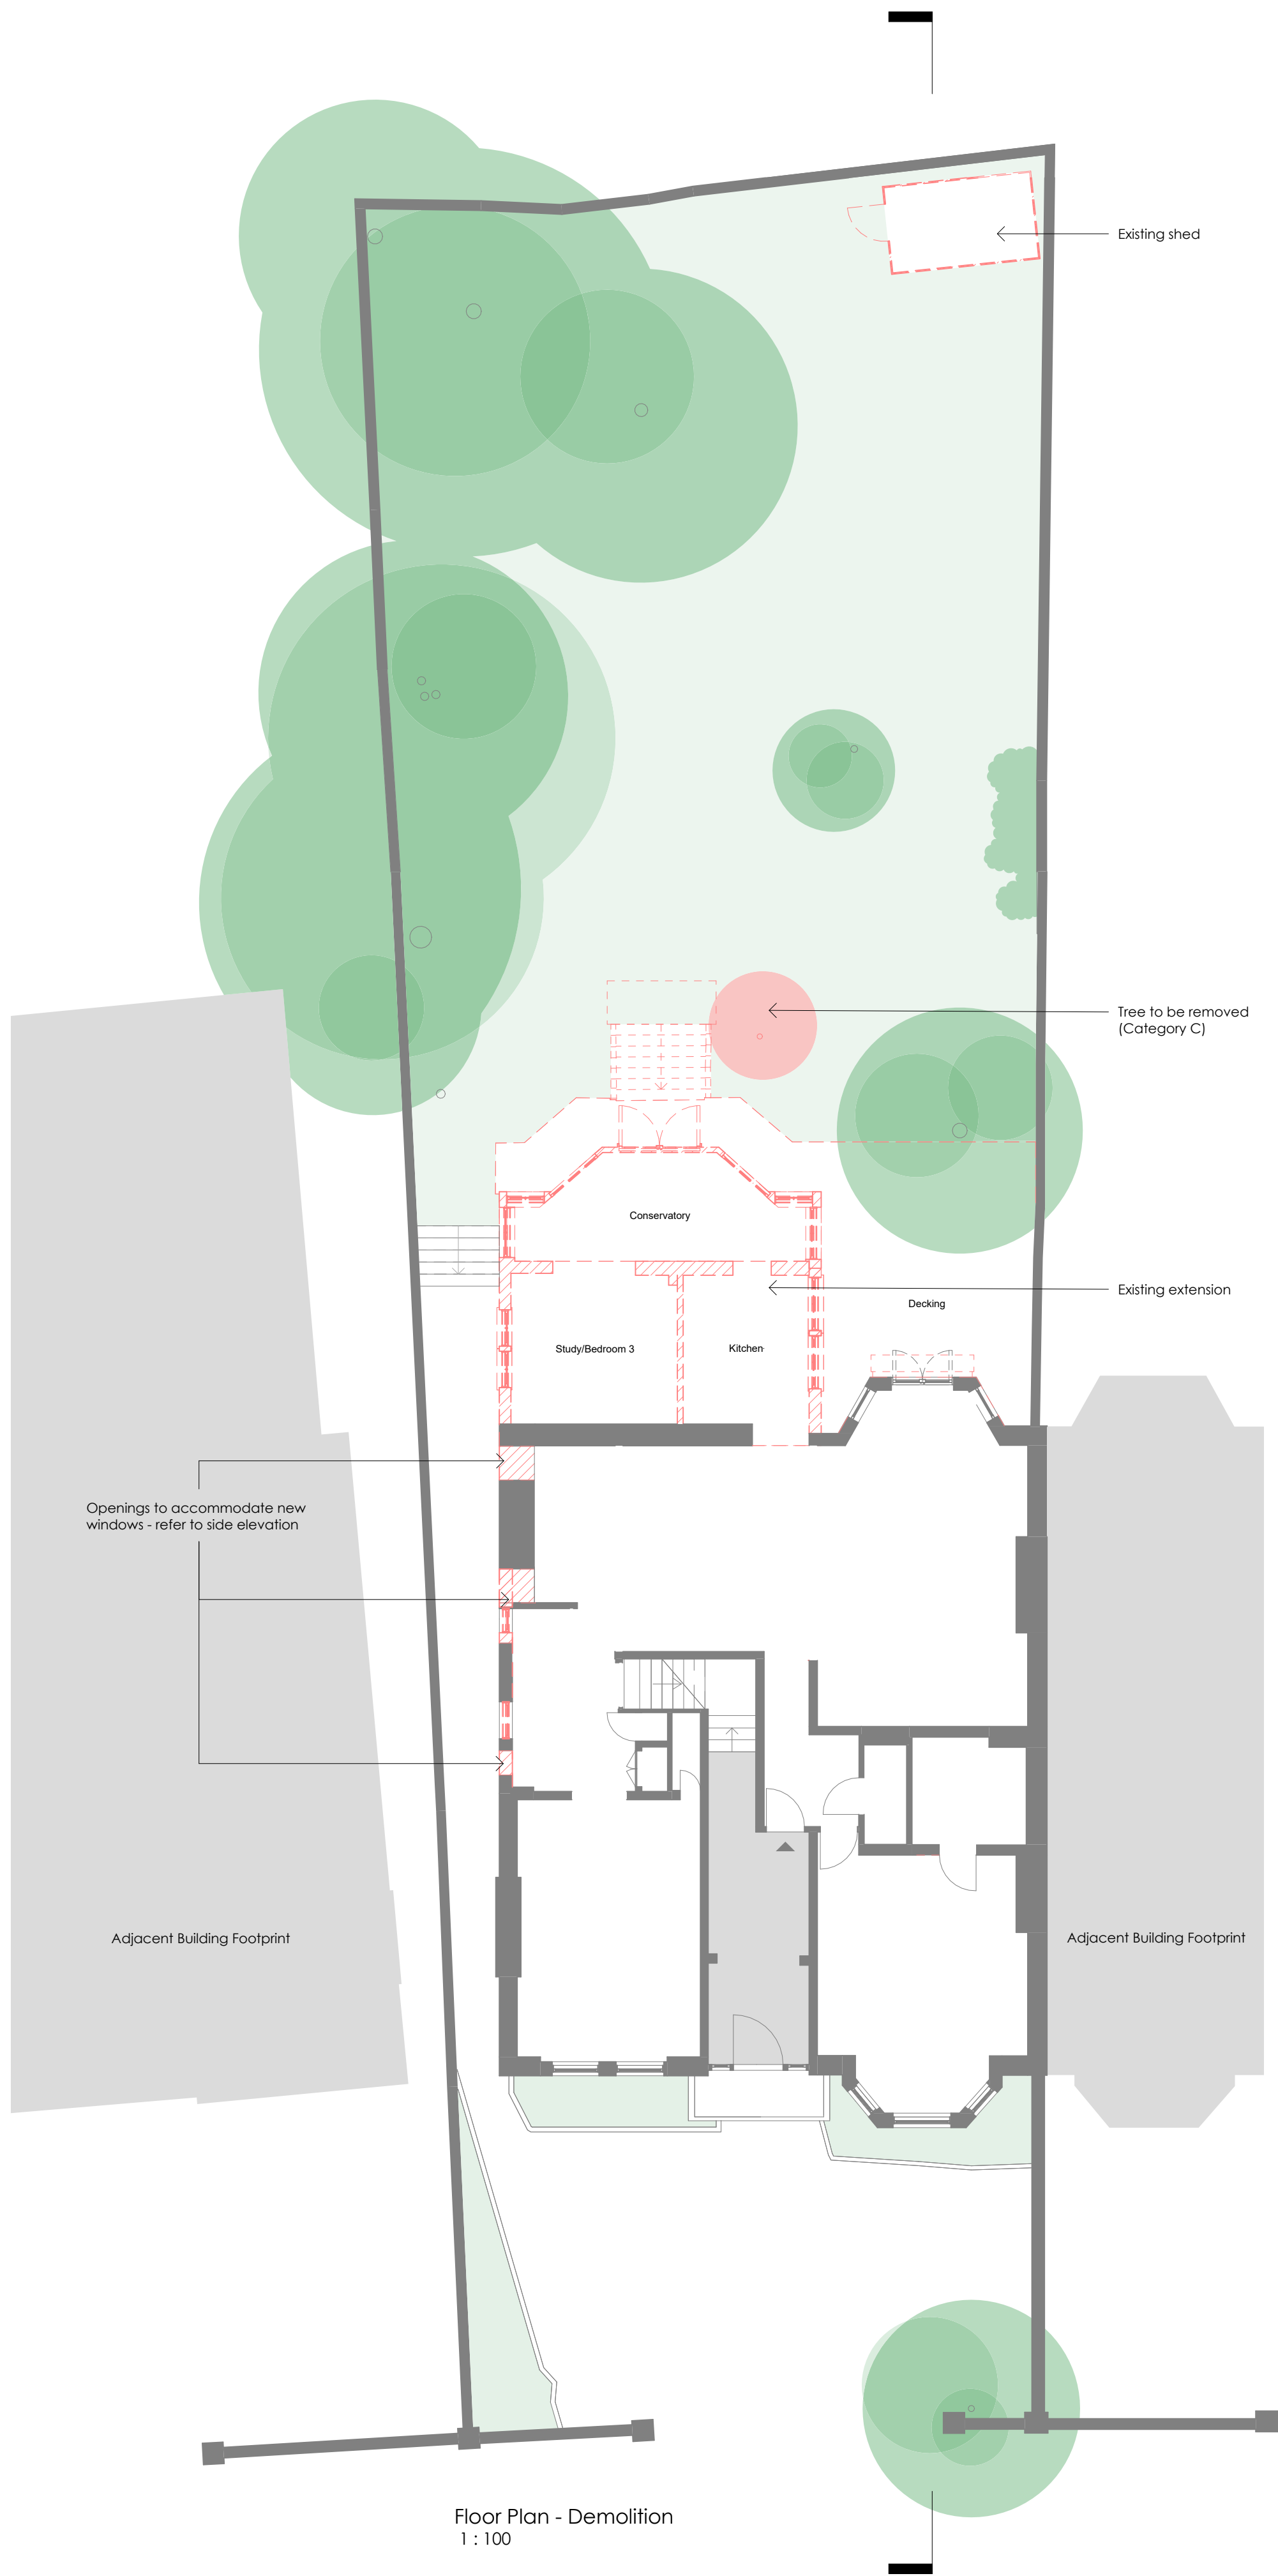 Existing shed
Tree to be removed
(Category C)
Conservatory
Existing extension
Decking
Study/Bedroom 3
Kitchen
Openings to accommodate new
windows - refer to side elevation
Adjacent Building Footprint
Adjacent Building Footprint
Floor Plan - Demolition
1 : 100